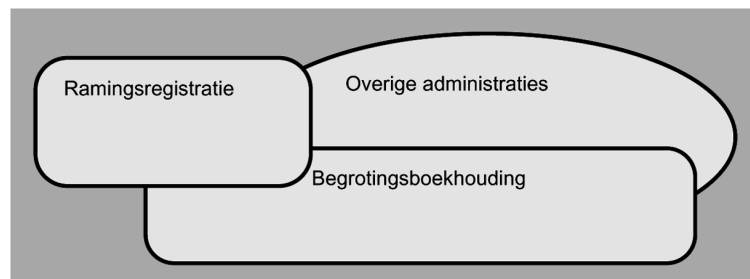 Ramingsregistratie
Overige administraties
Begrotingsboekhouding